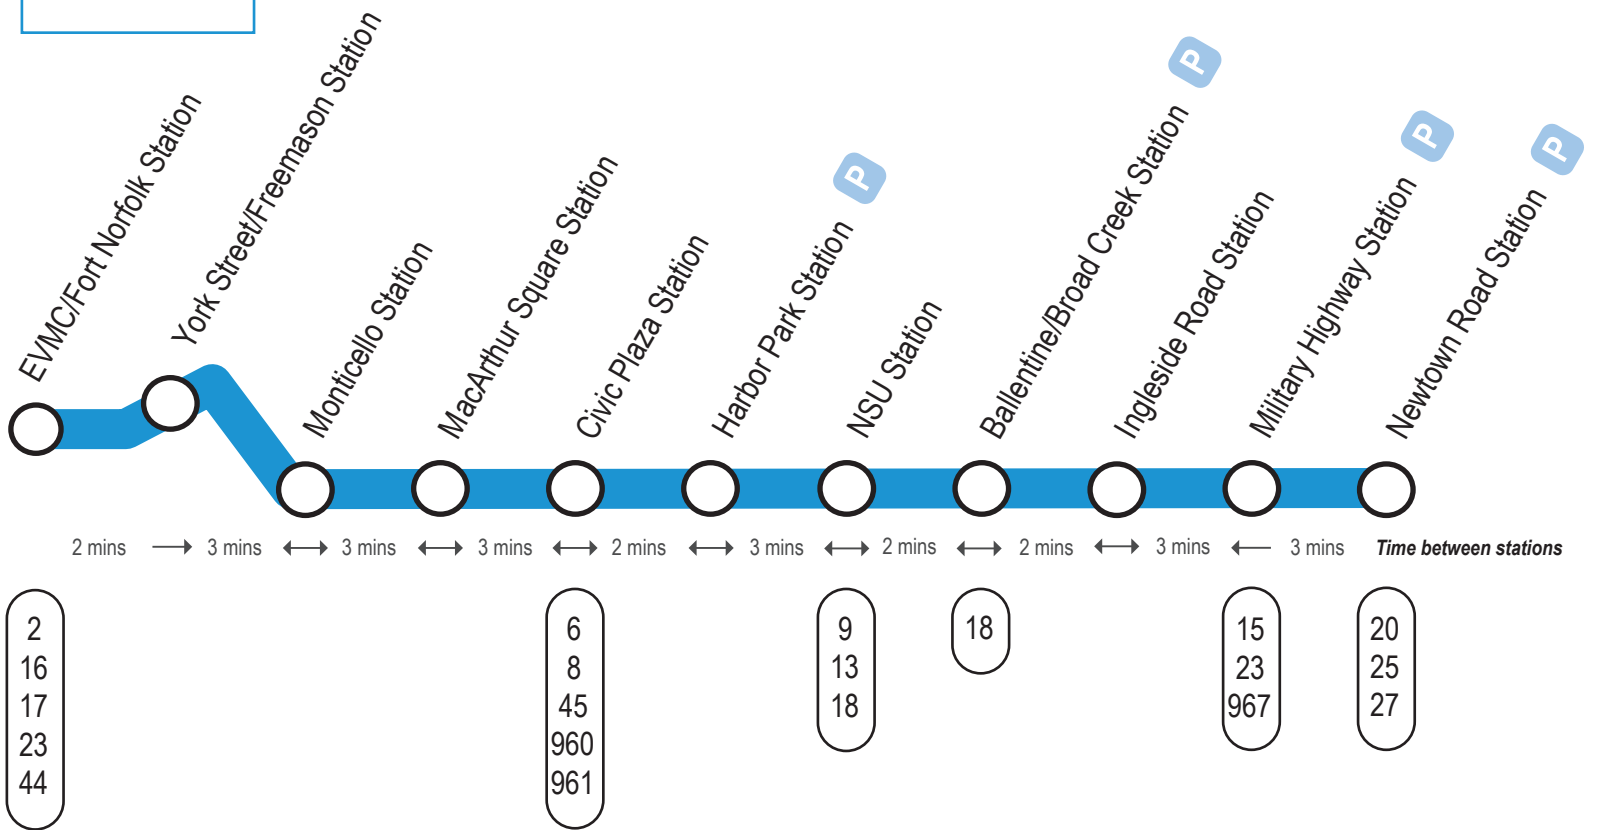 EVMC/Fort Norfolk Station
York Street/Freemason Station
Monticello Station
MacArthur Square Station
Civic Plaza Station
Harbor Park Station
P
NSU Station
Ballentine/Broad Creek Station
P
Ingleside Road Station
Military Highway Station
P
Newtown Road Station
P
2 mins 3 mins 3 mins 3 mins 2 mins 3 mins 2 mins 2 mins 3 mins 3 mins Time between stations
2
16
17
23
44
6
8
45
960
961
9
13
18
18
15
23
967
20
25
27